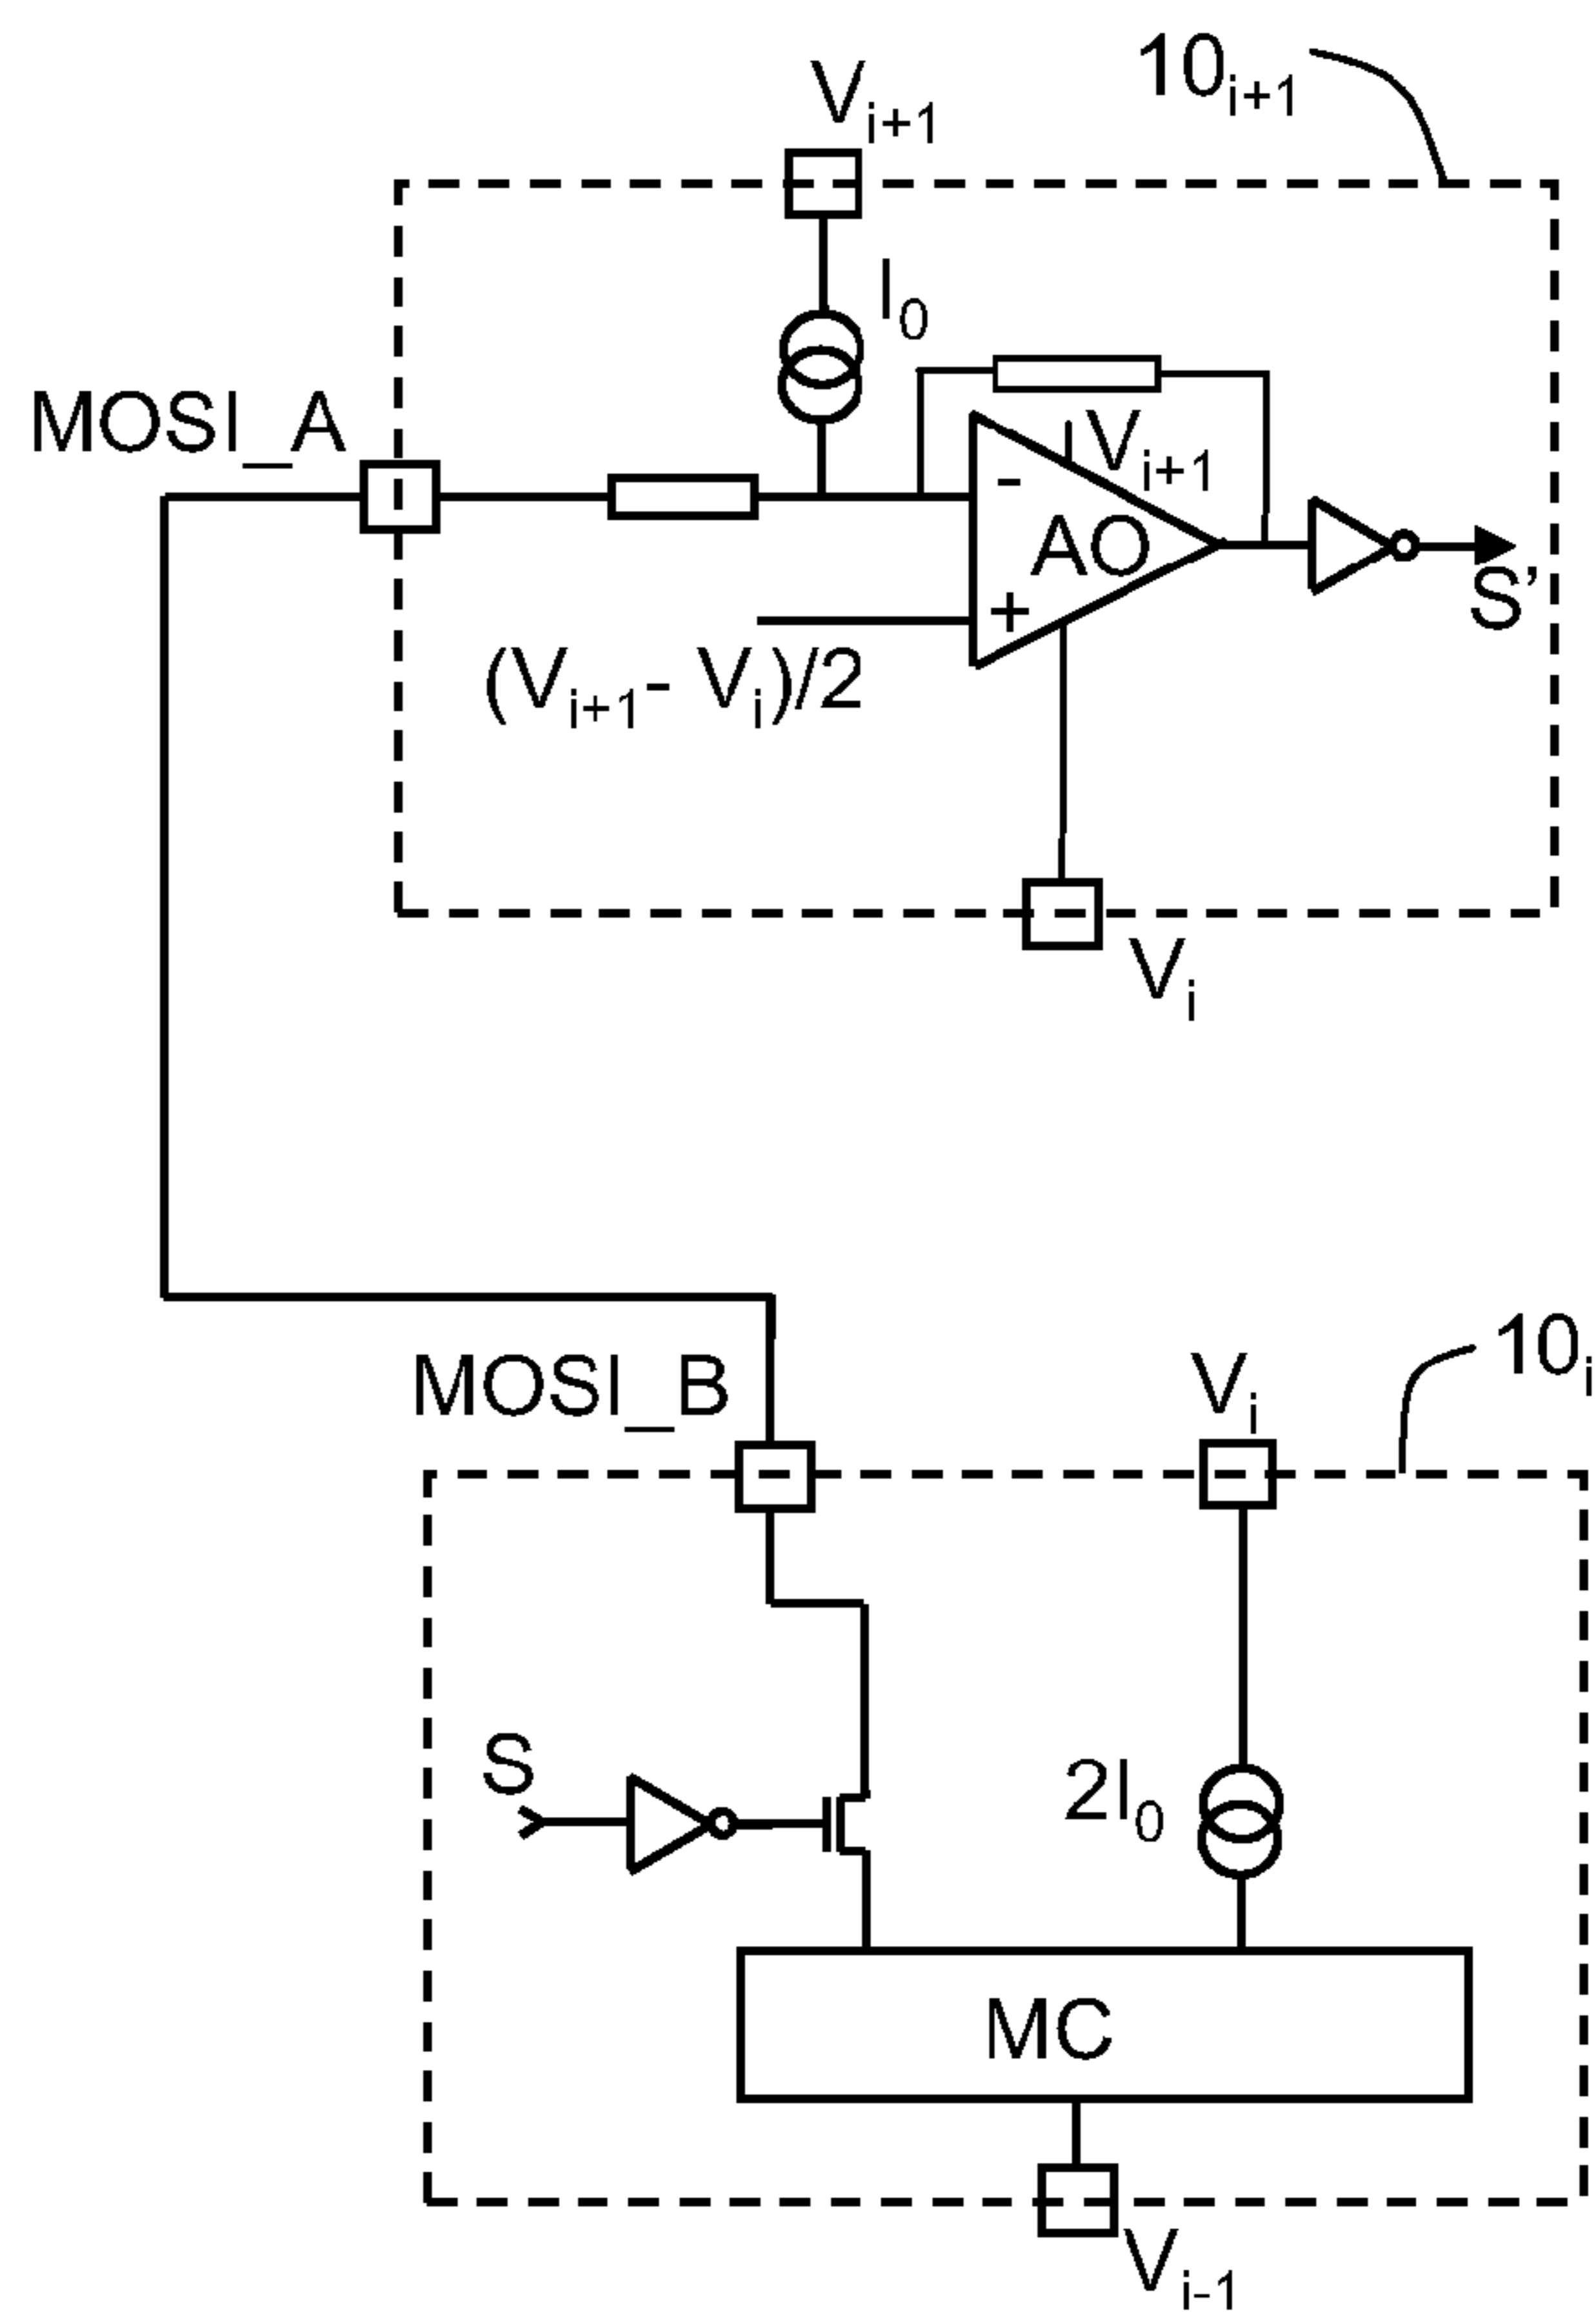 10i+1
Vi+1
I0
MOSI_A
Vi+1
-
AO
+
S’
(Vi+1- Vi)/2
Vi
MOSI_B
Vi
10i
S
2I0
MC
Vi-1